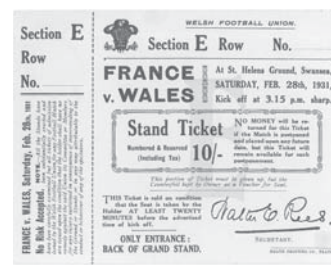 Section E
Row
No.
FRANCE v. WALES, Saturday, Feb. 28th, 1931
No Risk Accepted.
WELSH FOOTBALL UNION.
Section E Row No.
FRANCE
v. WALES
At St. Helens Ground, Swansea,
SATURDAY, FEB. 28th, 1931,
Kick off at 3.15 p.m. sharp
Stand Ticket
Numbered & Reserved
(Including Tax)
10/-
NO MONEY will be re-
turned for this Ticket
if the Match is postponed
and played upon any future
date, but this Ticket will
remain available for such
postponement.
This portion of Ticket must be given up, but the
Counterfoil kept by Owner as a Voucher for Seat.
THIS Ticket is sold on condition
that the Seat is taken by the
Holder AT LEAST TWENTY
MINUTES before the advertised
time of kick off.
ONLY ENTRANCE:
BACK OF GRAND STAND.
Walter E. Rees
SECRETARY.